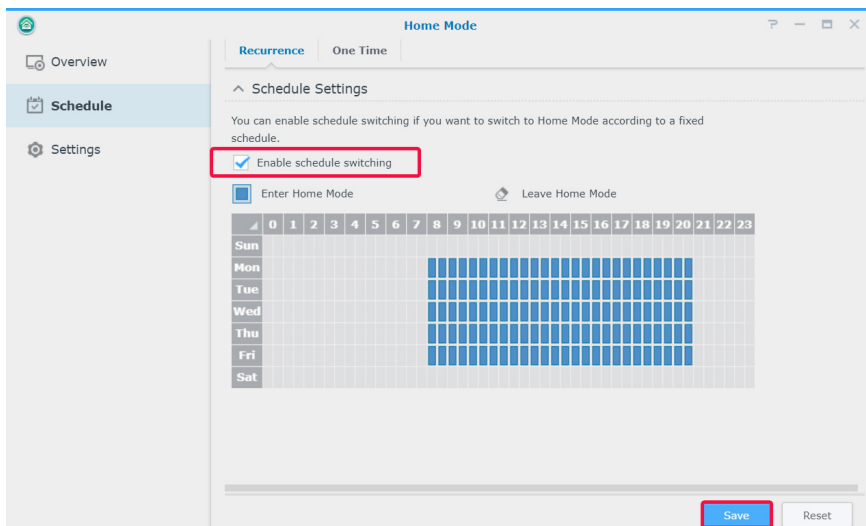 Home Mode
Overview
Schedule
Settings
Recurrence One Time
Schedule Settings
You can enable schedule switching if you want to switch to Home Mode according to a fixed
schedule.
Enable schedule switching
Enter Home Mode Leave Home Mode
0 1 2 3 4 5 6 7 8 9 10 11 12 13 14 15 16 17 18 19 20 21 22 23
Sun
Mon
Tue
Wed
Thu
Fri
Sat
Save Reset